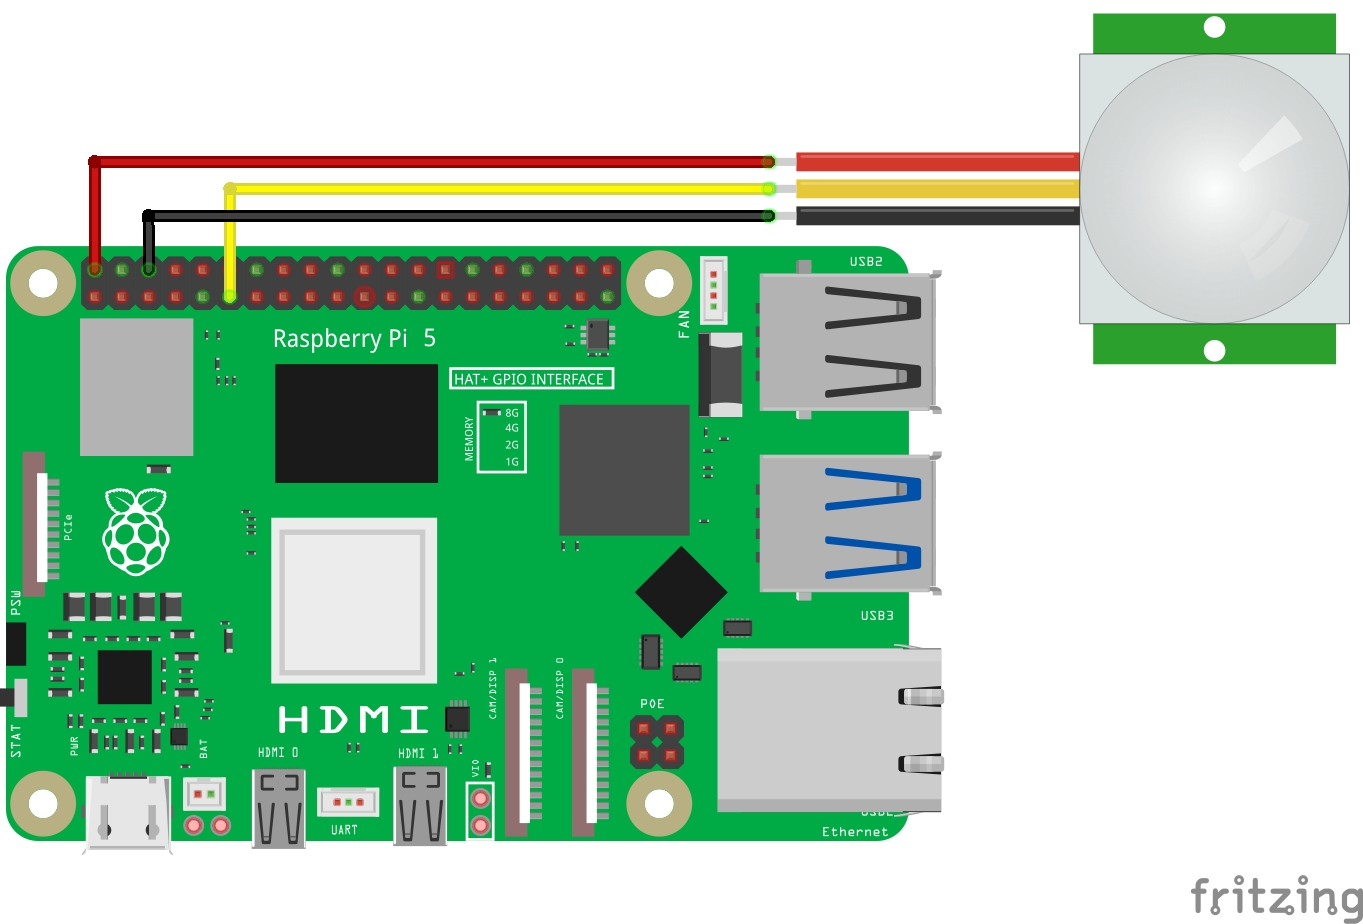 USB2
FAN
Raspberry Pi 5
HAT+ GPIO INTERFACE
MEMORY
8G
4G
2G
1G
PCIe
PSW
USB3
CAM/DISP 1
CAM/DISP 0
POE
HDMI
STAT
PWR
BAT
HDMI 0
HDMI 1
VIO
UART
Ethernet
fritzing